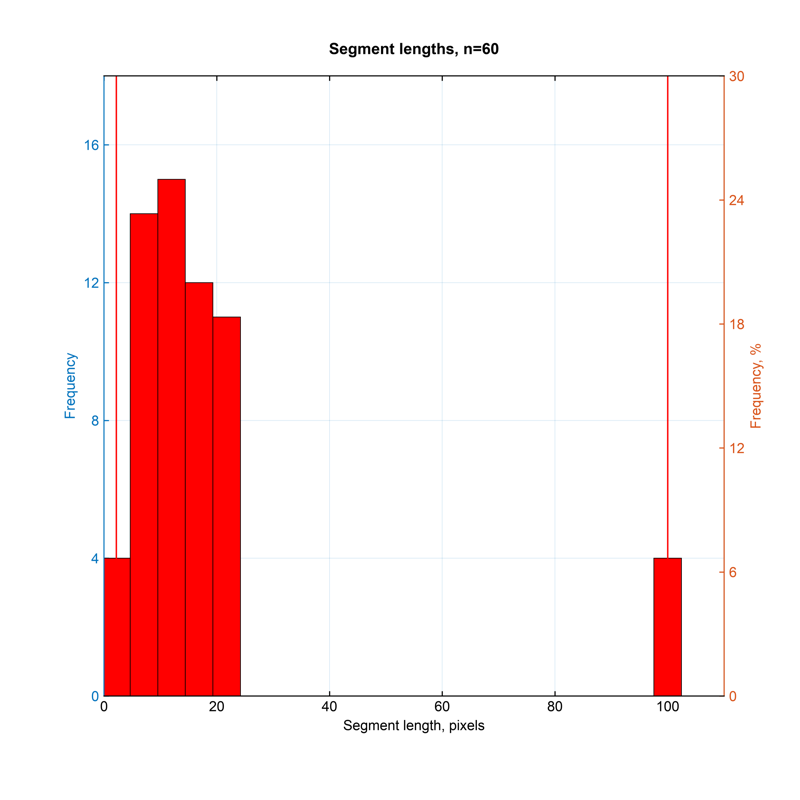 Segment lengths, n=60
30
16
24
12
18
Frequency
Frequency, %
8
12
4
6
0
0
0 20 40 60 80 100
Segment length, pixels